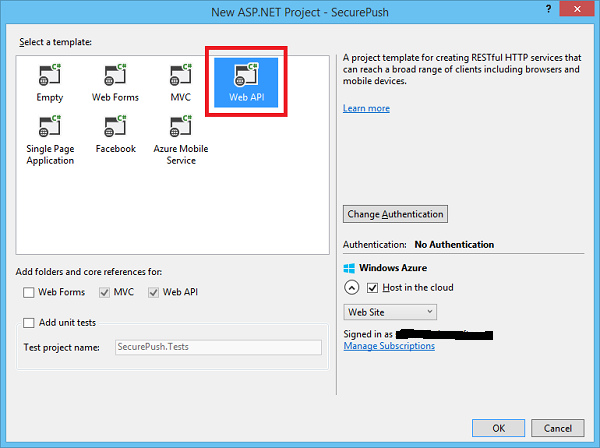 New ASP.NET Project - SecurePush
Select a template:
C# C# C# C#
Empty Web Forms MVC Web API
C# C# C#
Single Page Application Facebook Azure Mobile Service
A project template for creating RESTful HTTP services that
can reach a broad range of clients including browsers and
mobile devices.
Learn more
Change Authentication
Authentication: No Authentication
Windows Azure
Host in the cloud
Web Site
Signed in as
Manage Subscriptions
Add folders and core references for:
Web Forms MVC Web API
Add unit tests
Test project name: SecurePush.Tests
OK Cancel